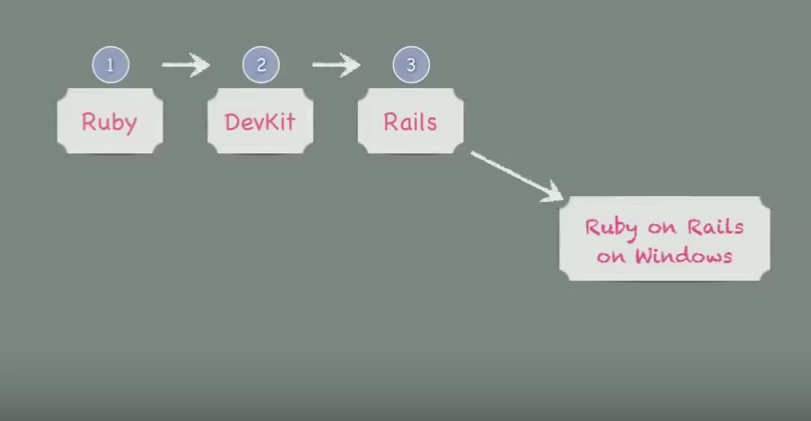 1
2
3
Ruby
DevKit
Rails
Ruby on Rails
on Windows